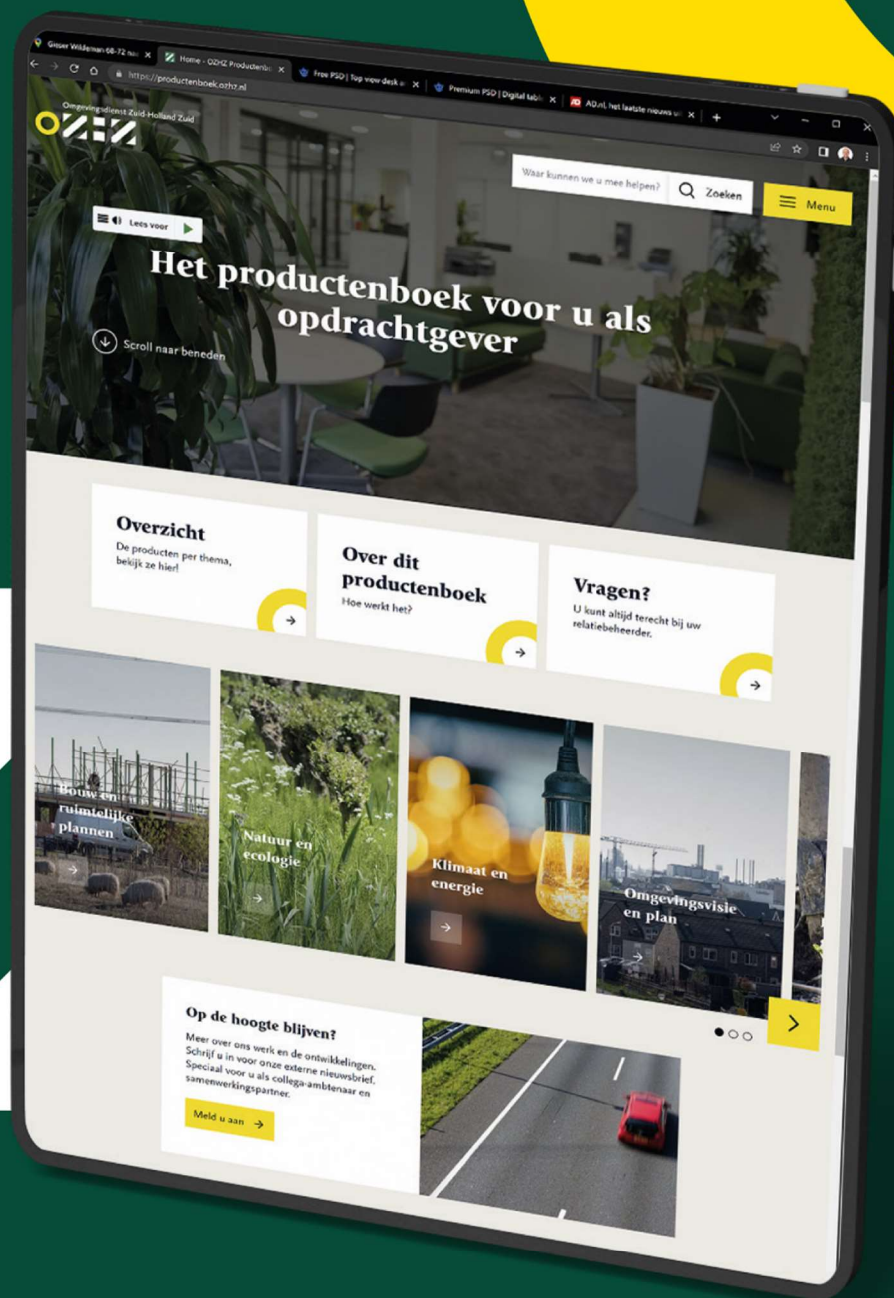 Gieser Wildeman 68-72
Home - OZHZ Productenbo
Free PSD | Top view desk a
Premium PSD | Digital table
AD.nl, het laatste nieuws ui
https://productenboek.ozhz.nl
Omgevingsdienst Zuid-Holland Zuid
OZHZ
Waar kunnen we u mee helpen?
Zoeken
Menu
Lees voor
Het productenboek voor u als
opdrachtgever
Scroll naar beneden
Overzicht
De producten per thema,
bekijk ze hier!
Over dit
productenboek
Hoe werkt het?
Vragen?
U kunt altijd terecht bij uw
relatiebeheerder.
Bouw en
ruimtelijke
plannen
Natuur en
ecologie
Klimaat en
energie
Omgevingsvisie
en plan
Op de hoogte blijven?
Meer over ons werk en de ontwikkelingen.
Schrijf u in voor onze externe nieuwsbrief.
Speciaal voor u als collega-ambtenaar en
samenwerkingspartner.
Meld u aan